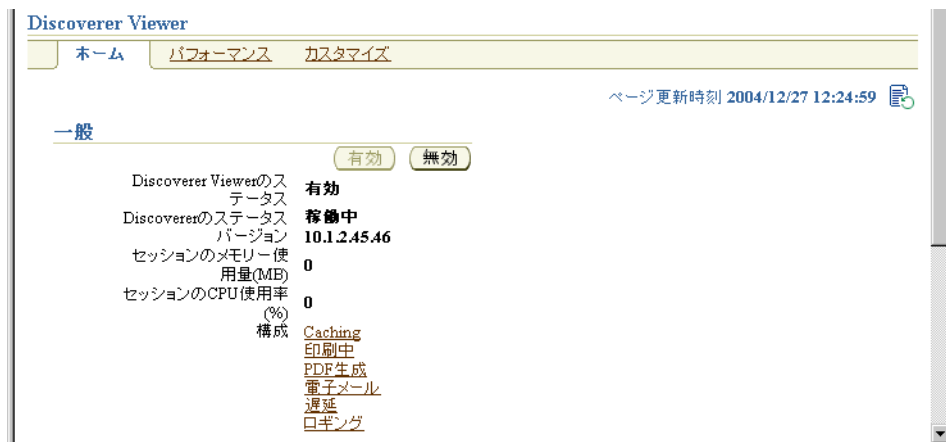 Discoverer Viewer
ホーム パフォーマンス カスタマイズ
ページ更新時刻 2004/12/27 12:24:59
一般
有効 無効
Discoverer Viewerのス
テータス
有効
Discovererのステータス 稼働中
バージョン 10.1.2.45.46
セッションのメモリー使
用量(MB)
0
セッションのCPU使用率
(%)
0
構成 Caching
印刷中
PDF生成
電子メール
遅延
ロギング